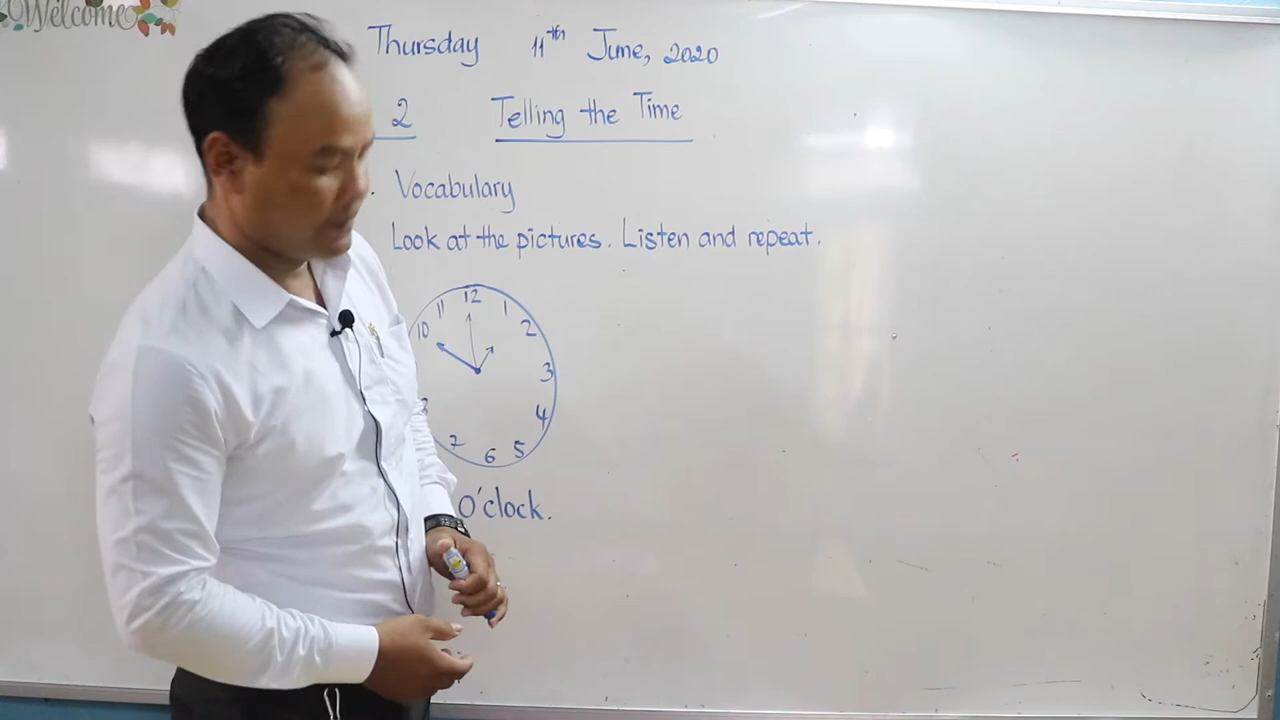 Welcome
Thursday 11th June, 2020
2 Telling the Time
. Vocabulary
Look at the pictures. Listen and repeat.
12
11 1
10 2
3
4
7 6 5
O'clock.